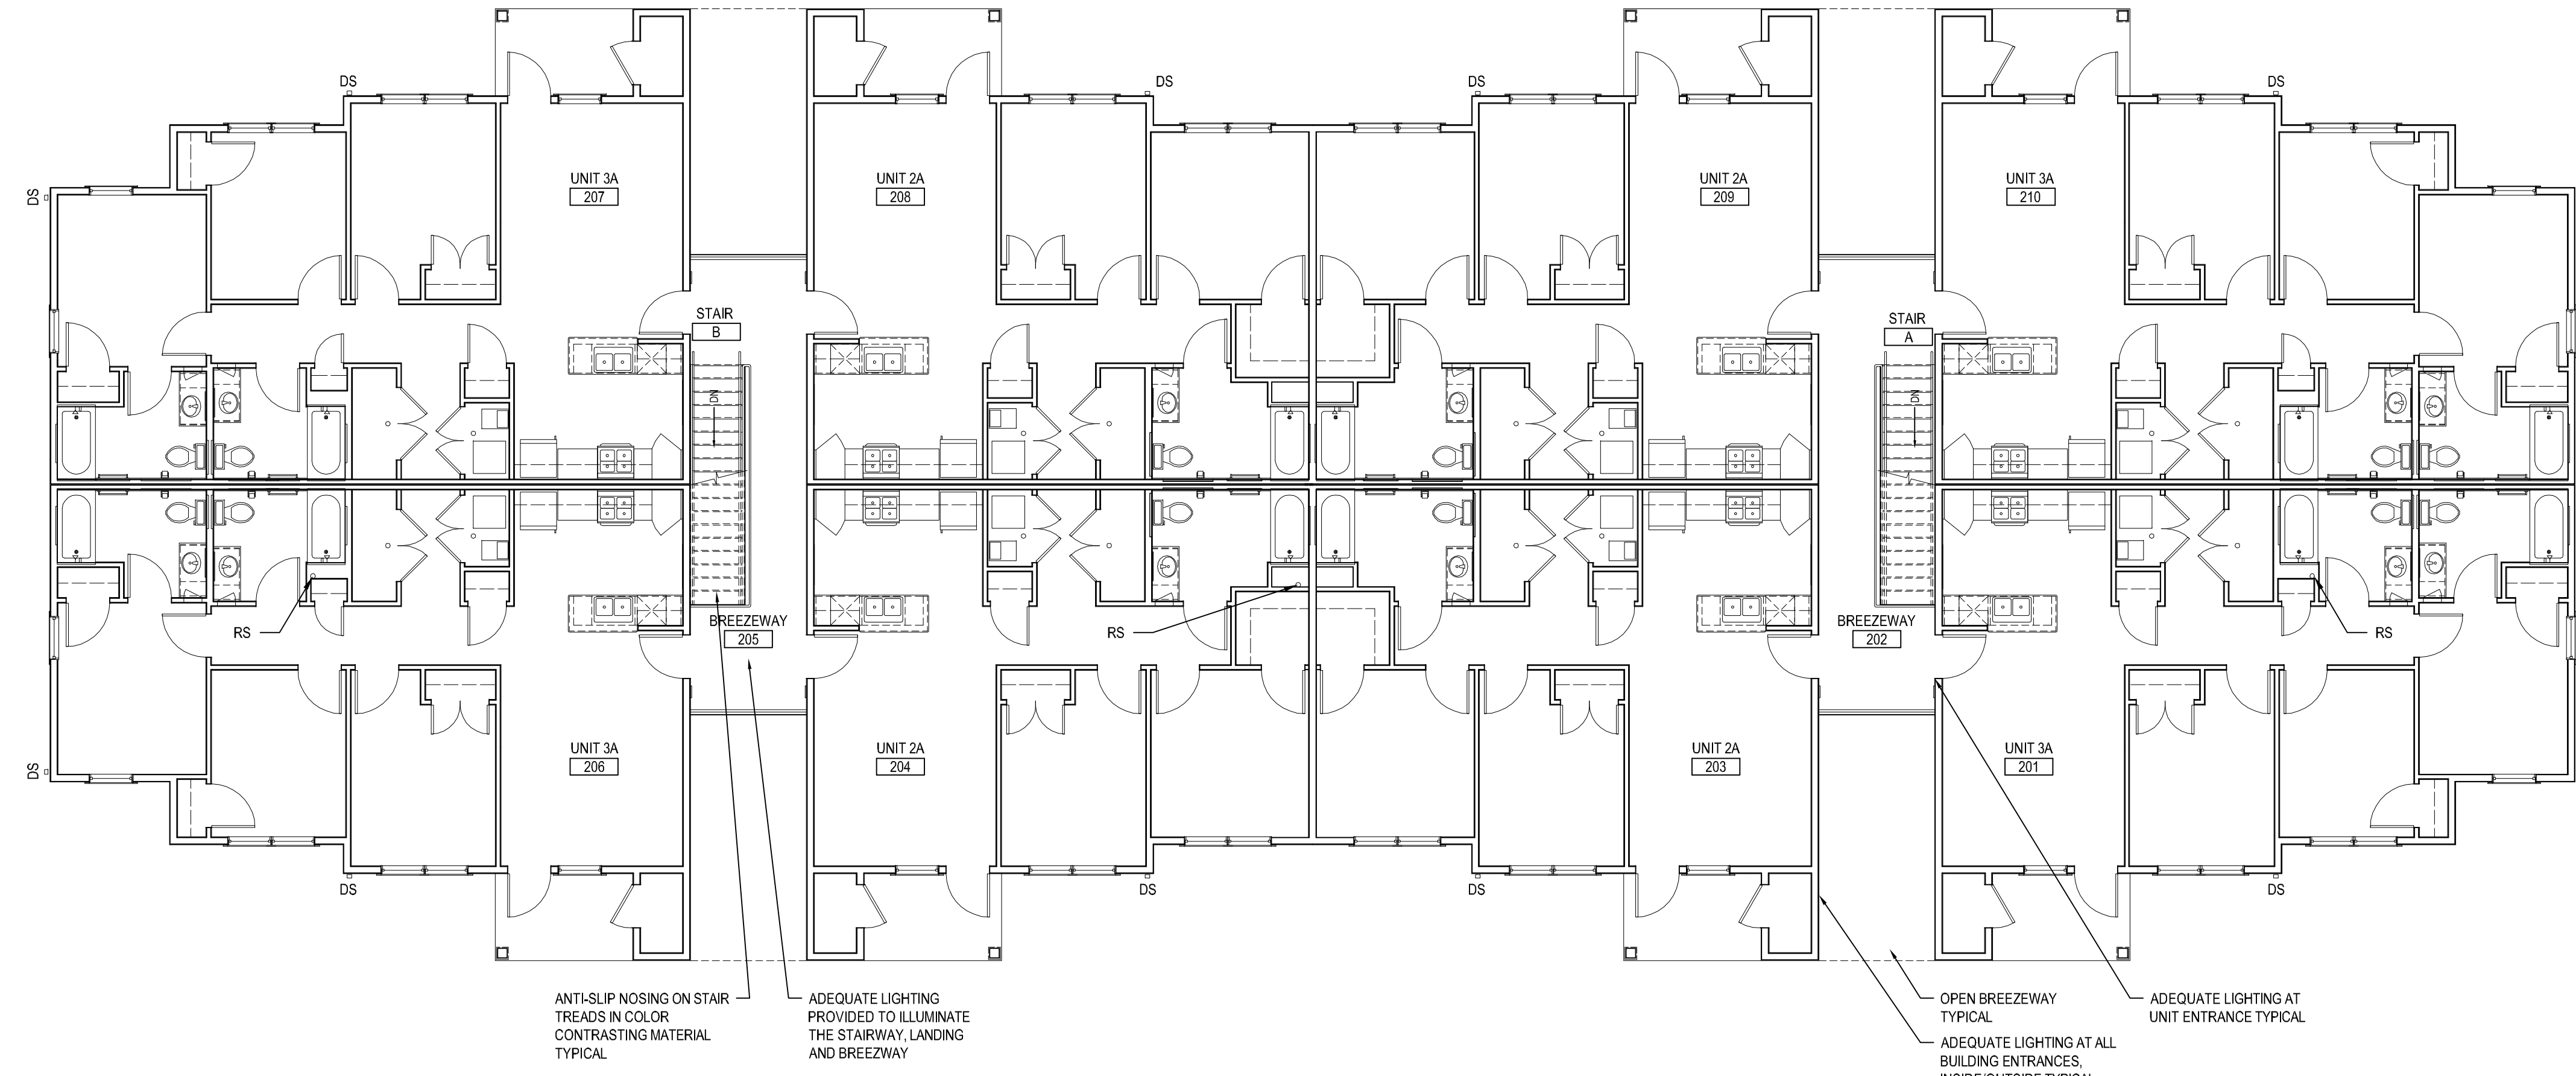 DS
DS
DS
DS
DS
UNIT 3A
207
UNIT 2A
208
UNIT 2A
209
UNIT 3A
210
STAIR
B
STAIR
A
DN
DN
RS
BREEZEWAY
205
RS
BREEZEWAY
202
RS
UNIT 3A
206
UNIT 2A
204
UNIT 2A
203
UNIT 3A
201
DS
DS
DS
DS
DS
ANTI-SLIP NOSING ON STAIR
TREADS IN COLOR
CONTRASTING MATERIAL
TYPICAL
ADEQUATE LIGHTING
PROVIDED TO ILLUMINATE
THE STAIRWAY, LANDING
AND BREEZWAY
OPEN BREEZEWAY
TYPICAL
ADEQUATE LIGHTING AT
UNIT ENTRANCE TYPICAL
ADEQUATE LIGHTING AT ALL
BUILDING ENTRANCES,
INSIDE/OUTSIDE TYPICAL